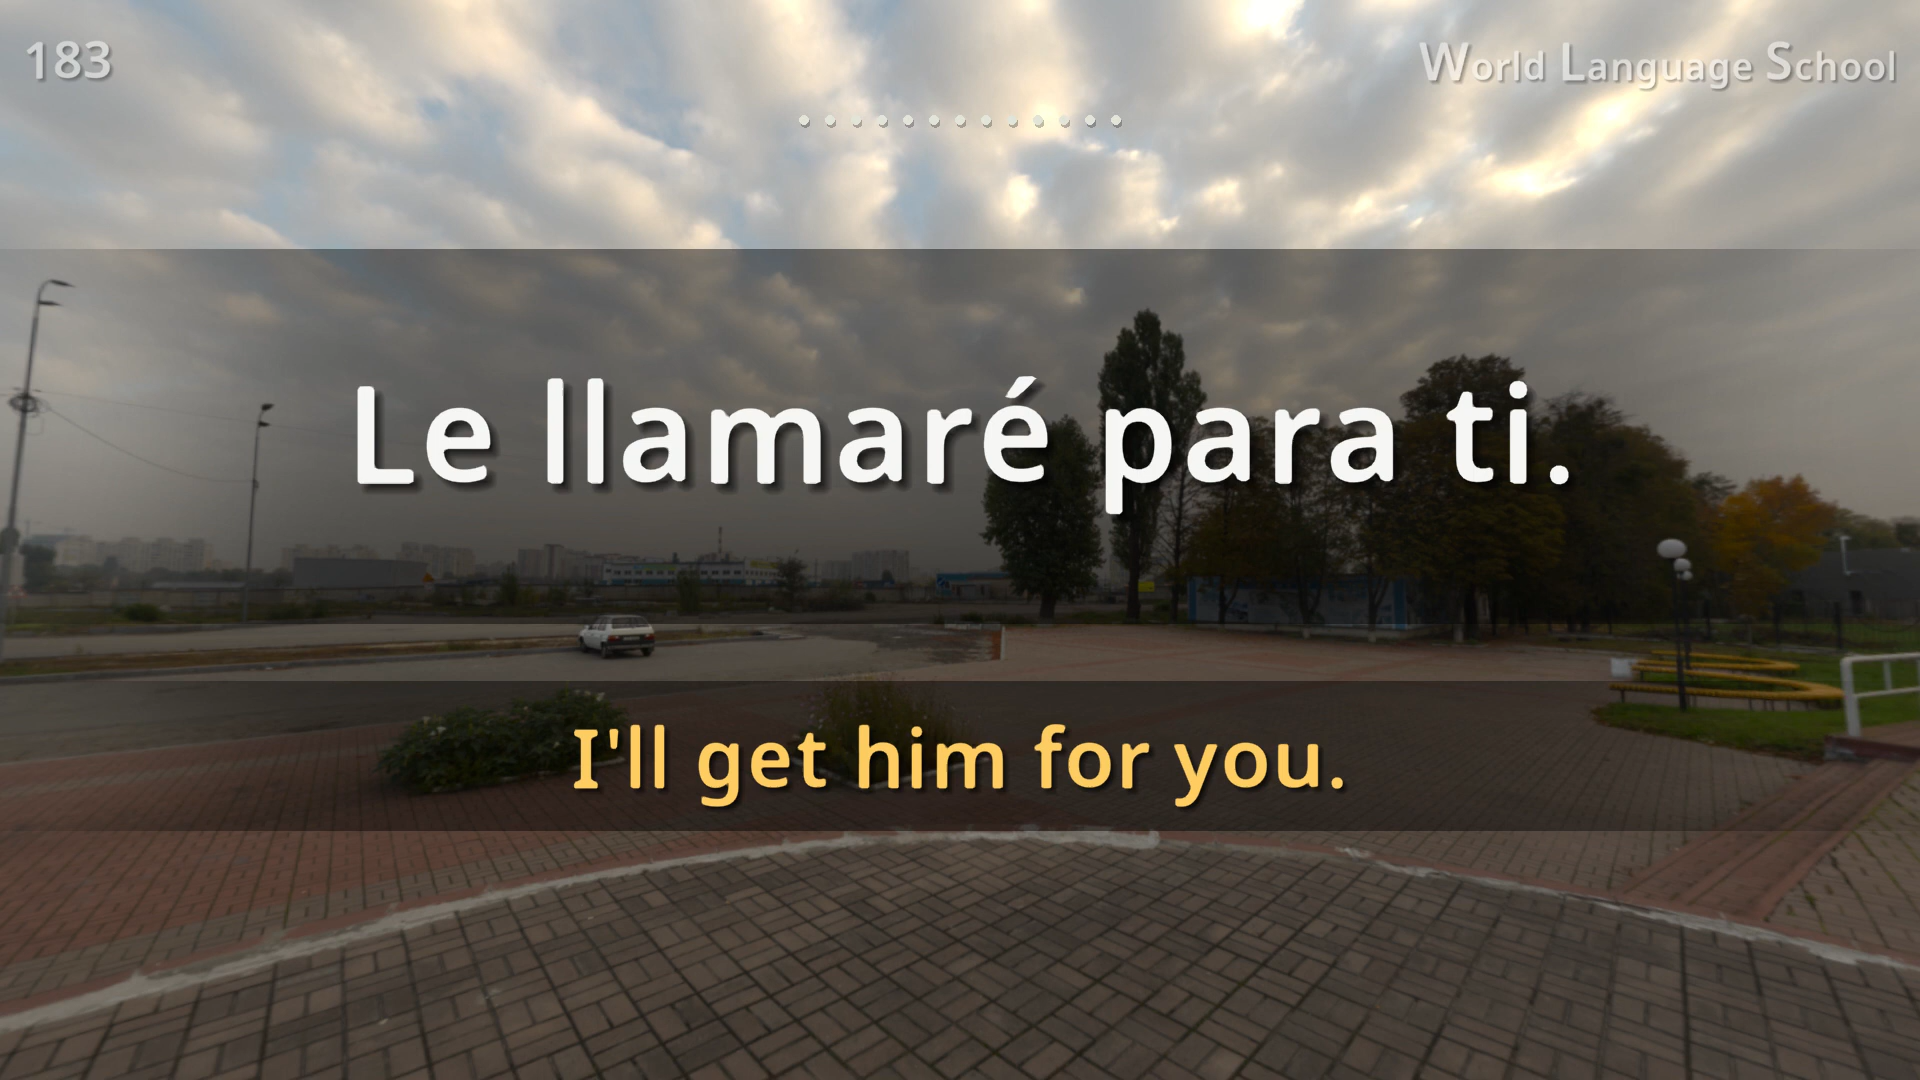 183
World Language School
Le llamaré para ti.
I'll get him for you.